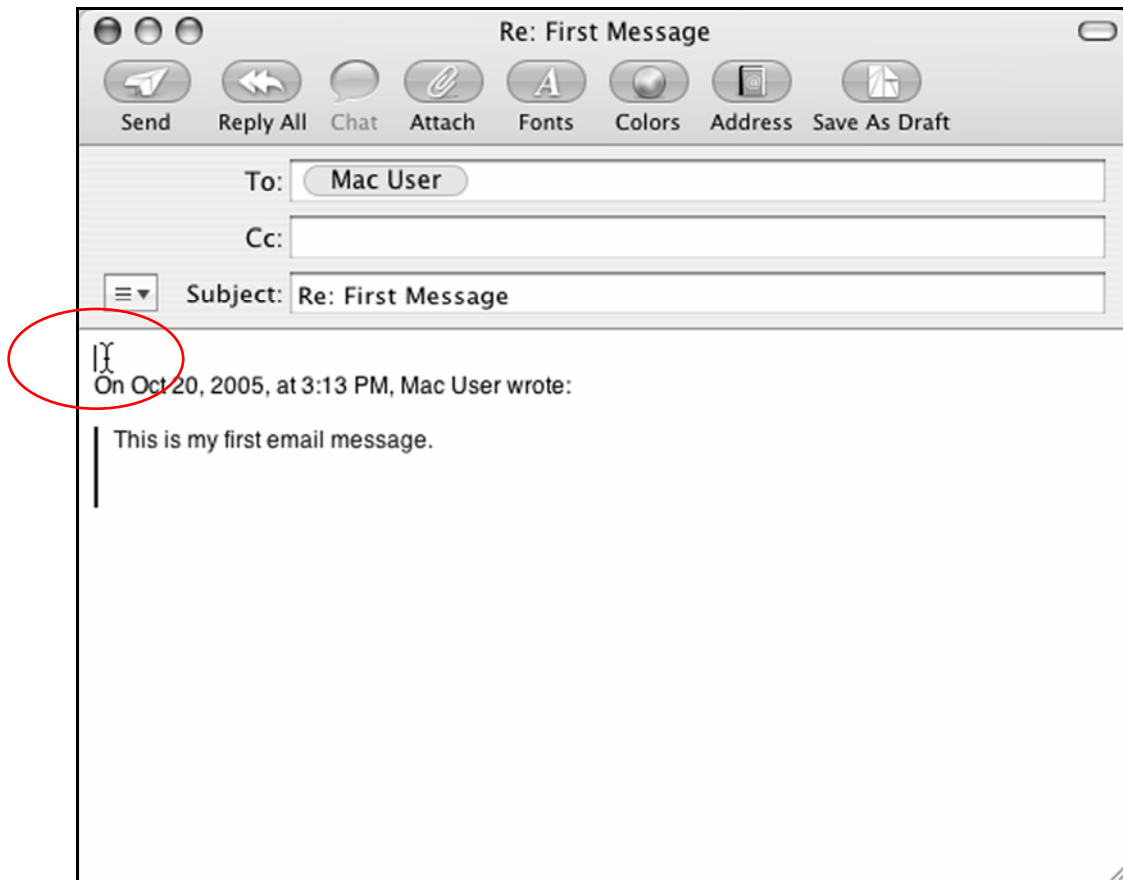 Re: First Message
Send Reply All Chat Attach Fonts Colors Address Save As Draft
To: Mac User
Cc:
Subject: Re: First Message
On Oct 20, 2005, at 3:13 PM, Mac User wrote:
This is my first email message.